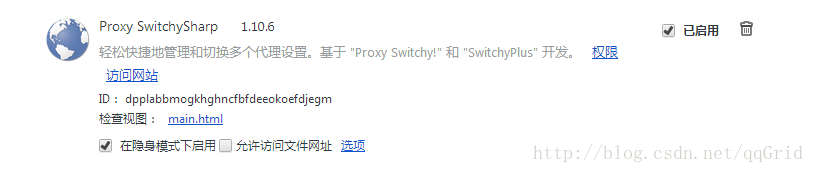 Proxy SwitchySharp 1.10.6 已启用
轻松快捷地管理和切换多个代理设置。基于 "Proxy Switchy!" 和 "SwitchyPlus" 开发。 权限
访问网站
ID： dpplabbmogkhghncfbfdeeokoefdjegm
检查视图： main.html
在隐身模式下启用 允许访问文件网址 选项
http://blog.csdn.net/qqGrid